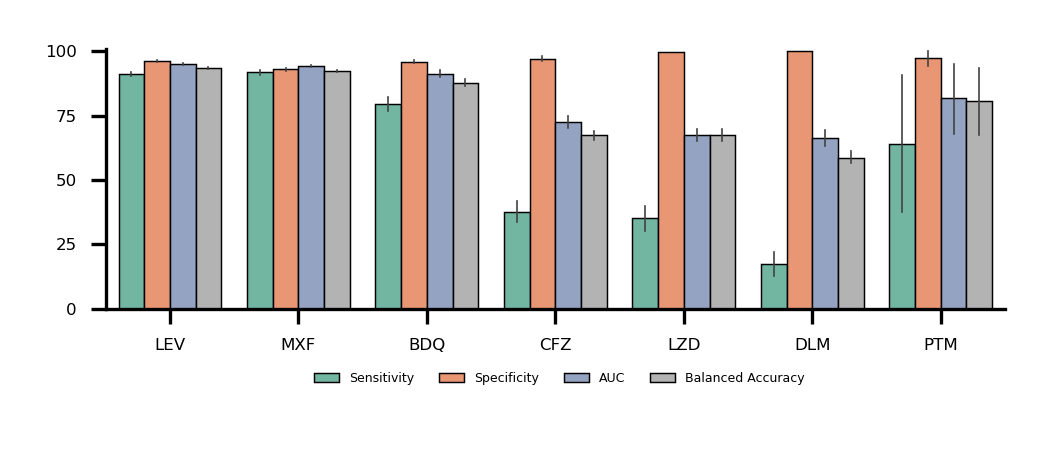 100
75
50
25
0
LEV MXF BDQ CFZ LZD DLM PTM
Sensitivity Specificity AUC Balanced Accuracy